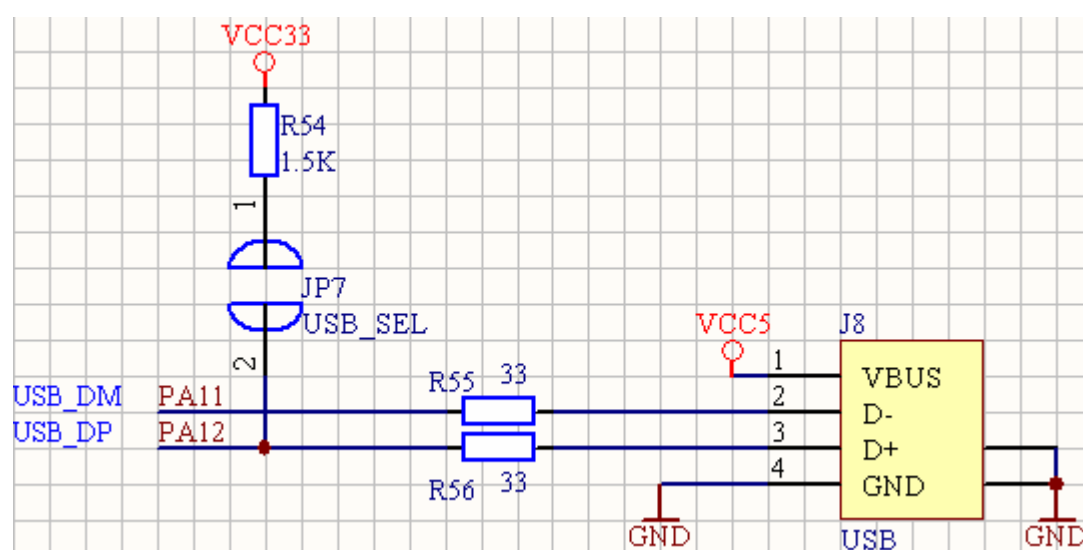 VCC33
R54
1.5K
1
JP7
USB_SEL
2
VCC5
J8
1
VBUS
R55 33
USB_DM PA11
2
D-
USB_DP PA12
3
D+
4
GND
R56 33
GND
USB
GND